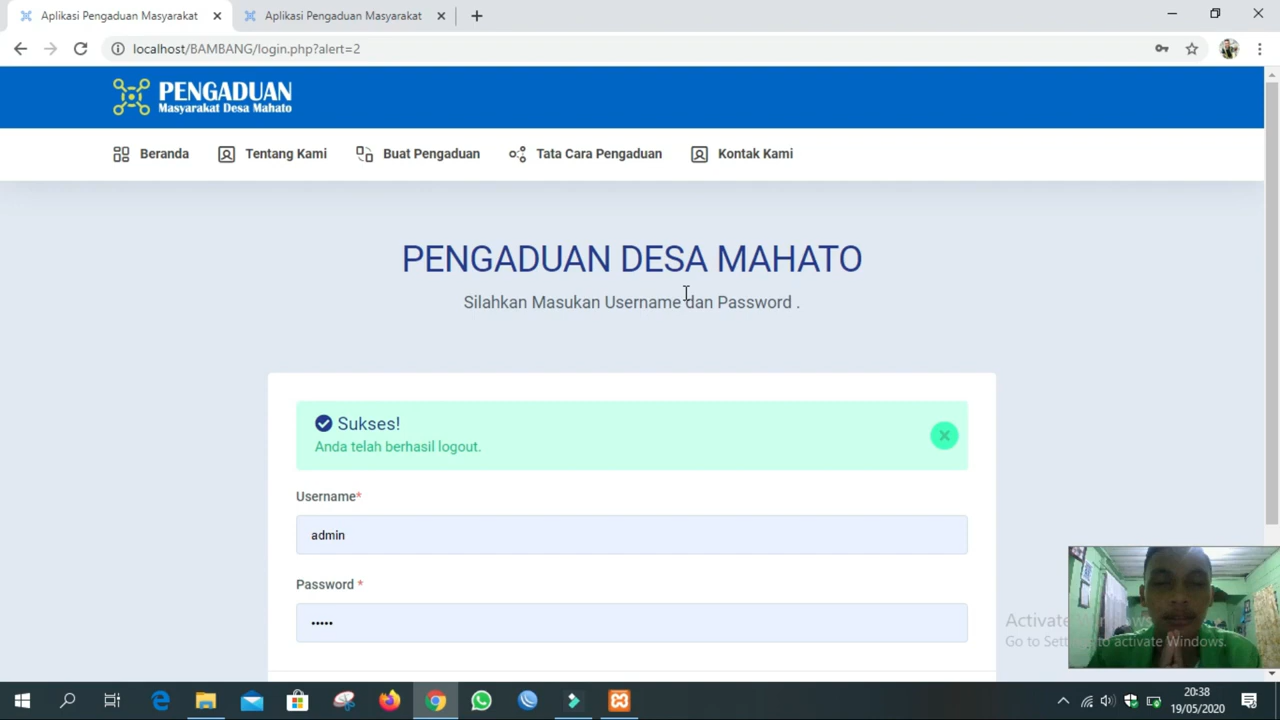 Aplikasi Pengaduan Masyarakat
Aplikasi Pengaduan Masyarakat
localhost/BAMBANG/login.php?alert=2
PENGADUAN
Masyarakat Desa Mahato
Beranda
Tentang Kami
Buat Pengaduan
Tata Cara Pengaduan
Kontak Kami
PENGADUAN DESA MAHATO
Silahkan Masukan Username dan Password .
Sukses!
Anda telah berhasil logout.
Username*
admin
Password *
•••••
Activate Windows
Go to Settings to activate Windows.
20:38
19/05/2020